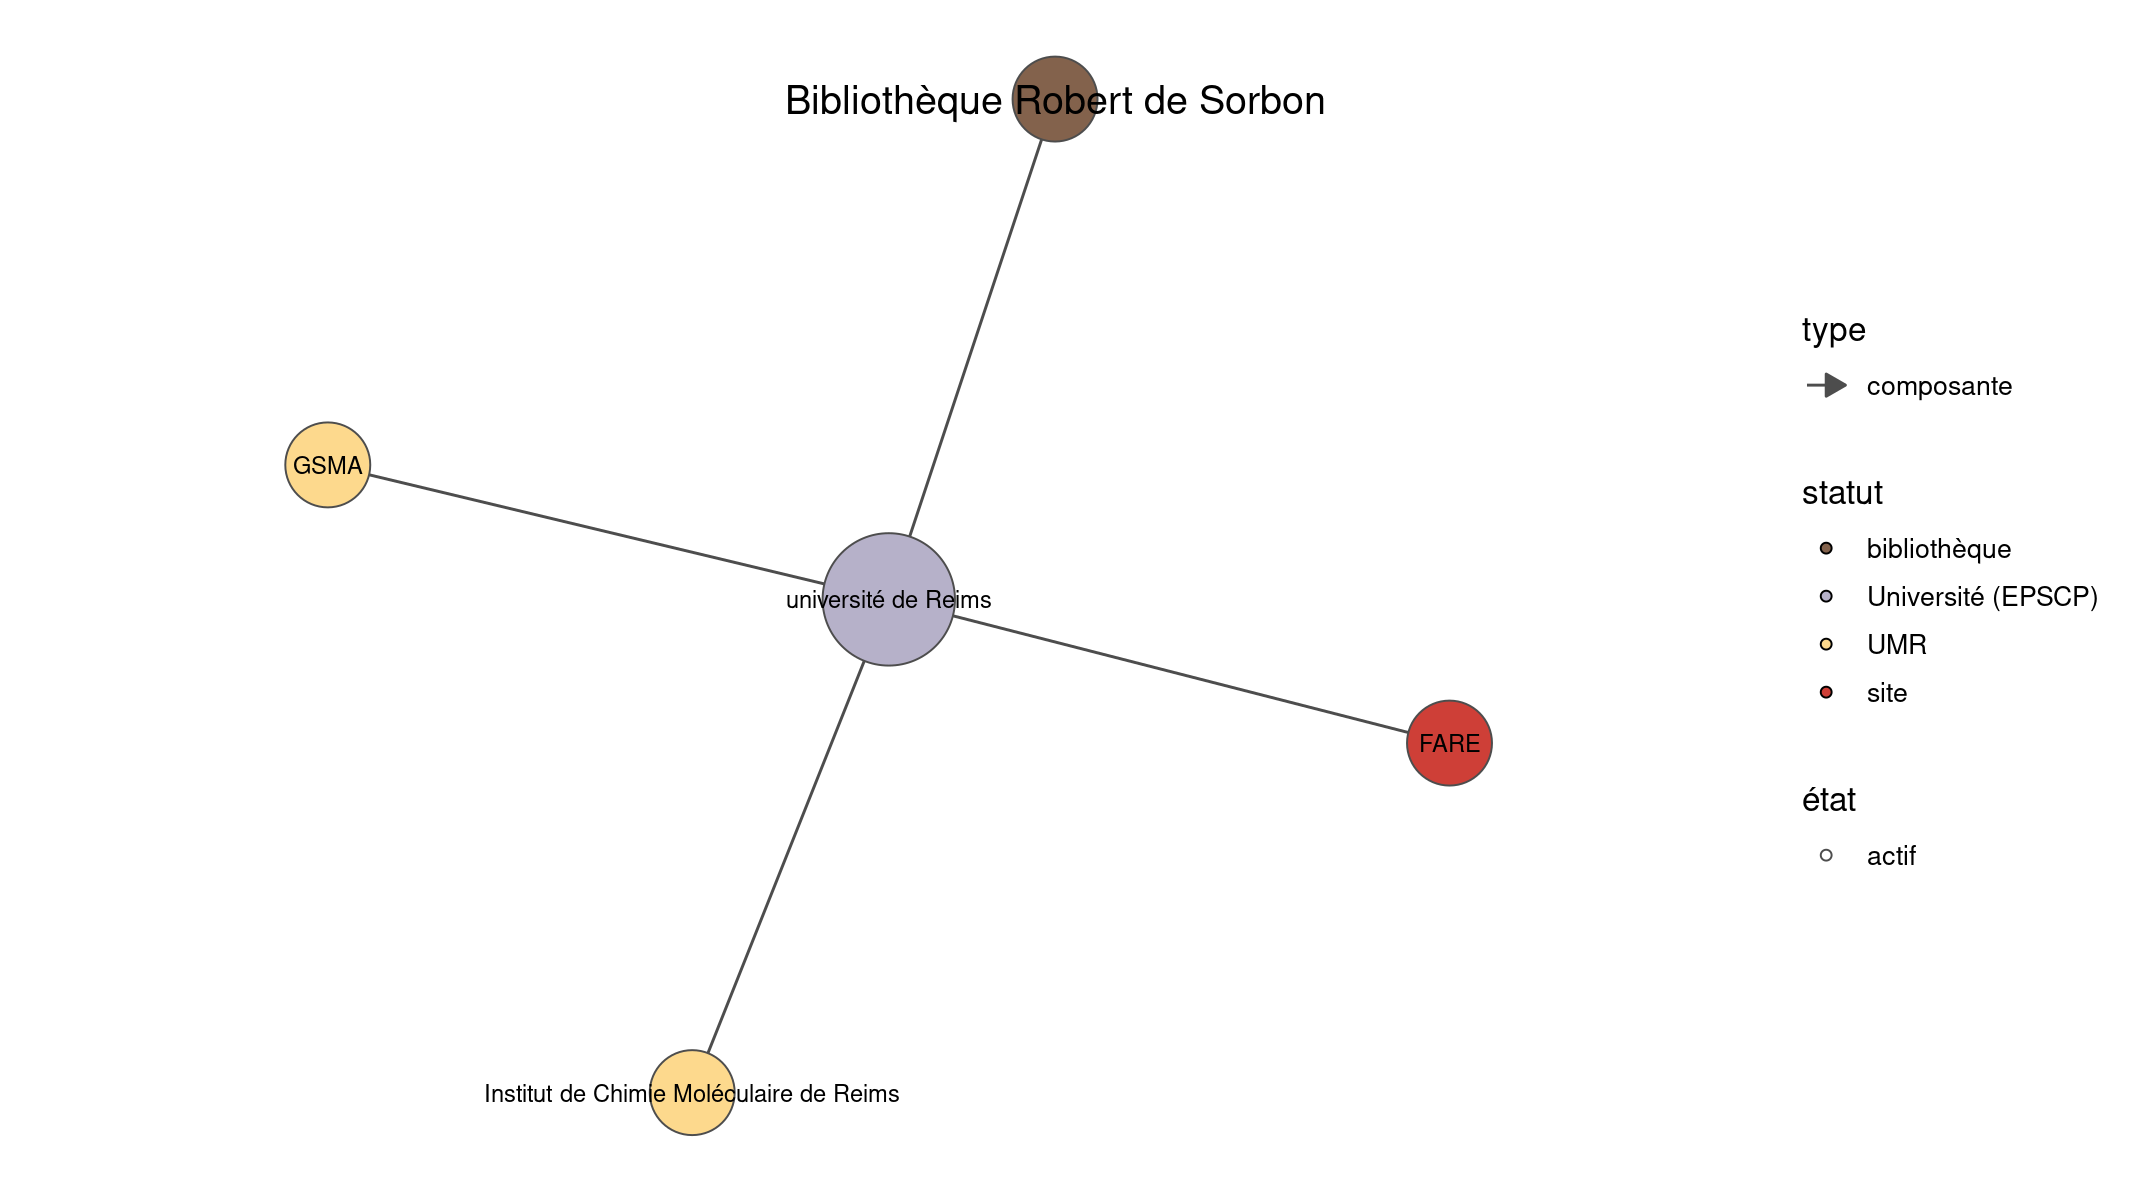 Bibliothèque Robert de Sorbon
GSMA
université de Reims
FARE
Institut de Chimie Moléculaire de Reims
type
composante
statut
bibliothèque
Université (EPSCP)
UMR
site
état
actif